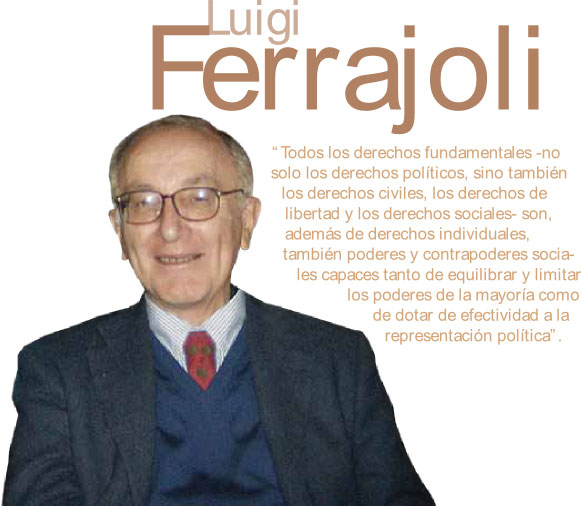 Luigi
Ferrajoli
“ Todos los derechos fundamentales -no
solo los derechos políticos, sino también
los derechos civiles, los derechos de
libertad y los derechos sociales- son,
además de derechos individuales,
también poderes y contrapoderes socia-
les capaces tanto de equilibrar y limitar
los poderes de la mayoría como
de dotar de efectividad a la
representación política” .